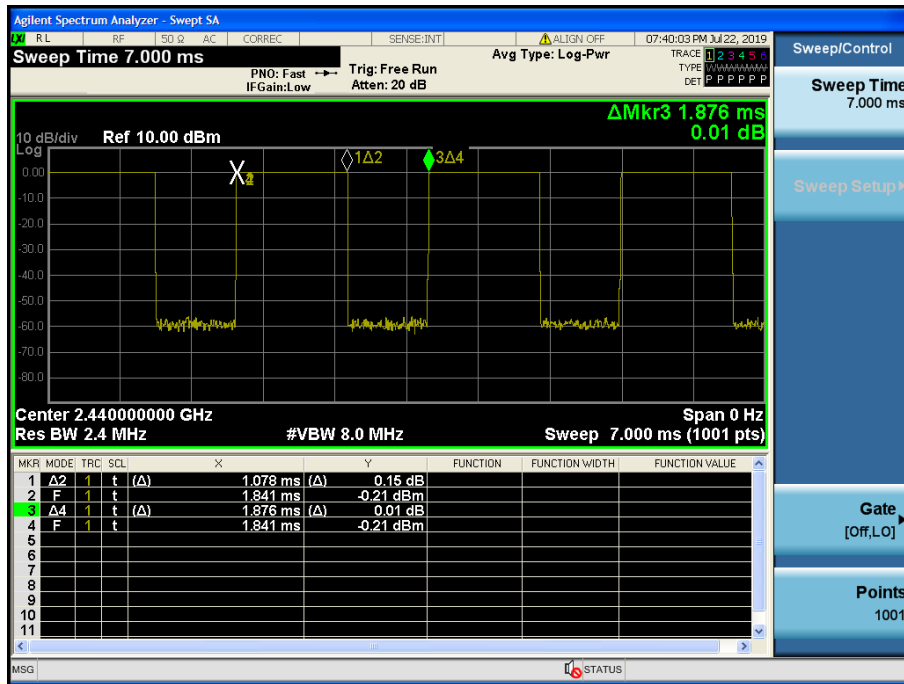 Agilent Spectrum Analyzer - Swept SA
LXI RL RF 50 Ω AC CORREC SENSE:INT ALIGN OFF 07:40:03 PM Jul 22, 2019
Sweep Time 7.000 ms
PNO: Fast
IFGain:Low
Trig: Free Run
Atten: 20 dB
Avg Type: Log-Pwr
TRACE 1 2 3 4 5 6
TYPE WWWWWW
DET P P P P P P
ΔMkr3 1.876 ms
0.01 dB
10 dB/div Ref 10.00 dBm
Log
1Δ2
3Δ4
0.00
-10.0
-20.0
-30.0
-40.0
-50.0
-60.0
-70.0
-80.0
Center 2.440000000 GHz Span 0 Hz
Res BW 2.4 MHz #VBW 8.0 MHz Sweep 7.000 ms (1001 pts)
MKR MODE TRC SCL X Y FUNCTION FUNCTION WIDTH FUNCTION VALUE
1 Δ2 1 t (Δ) 1.078 ms (Δ) 0.15 dB
2 F 1 t 1.841 ms -0.21 dBm
3 Δ4 1 t (Δ) 1.876 ms (Δ) 0.01 dB
4 F 1 t 1.841 ms -0.21 dBm
5
6
7
8
9
10
11
MSG STATUS
Sweep/Control
Sweep Time
7.000 ms
Sweep Setup
Gate
[Off,LO]
Points
1001